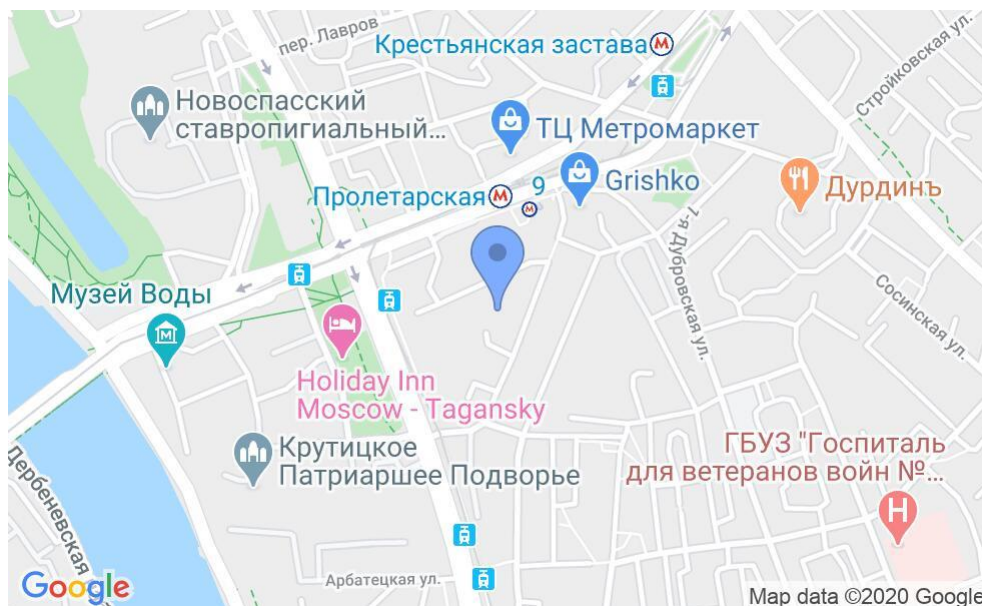 пер. Лавров
Крестьянская застава
М
Стройковская ул.
Новоспасский
ставропигиальный...
ТЦ Метромаркет
9
Grishko
Пролетарская
М
М
Дурдинъ
1-я Дубровская ул.
Музей Воды
М
Сосинская ул.
Holiday Inn
Moscow - Tagansky
Крутицкое
Патриаршее Подворье
ГБУЗ "Госпиталь
для ветеранов войн №...
H
Дербеневская
Арбатецкая ул.
Google
Map data ©2020 Google